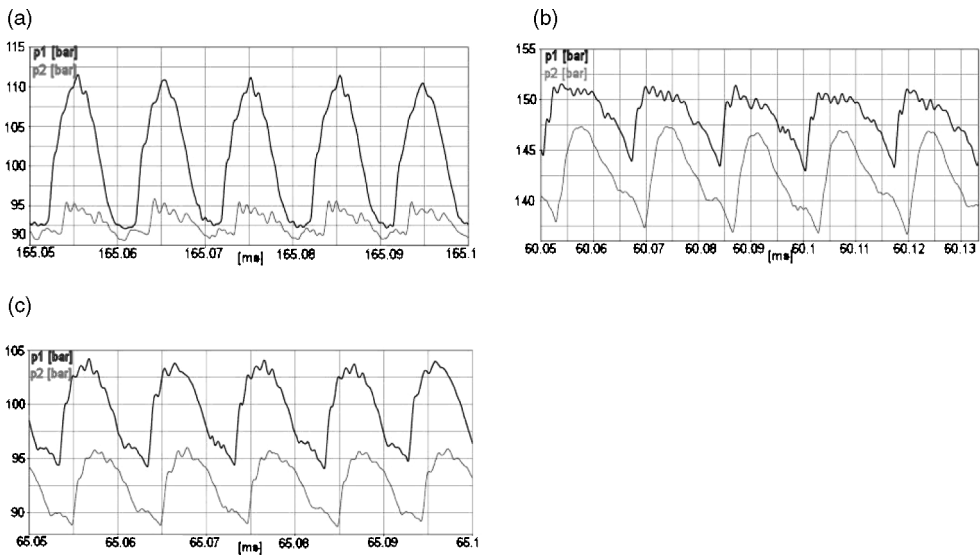 (a)
115
p1 [bar]
p2 [bar]
110
105
100
95
90
165.05 165.06 165.07 165.08 165.09 165.1
[ms]
(b)
155
p1 [bar]
p2 [bar]
150
145
140
60.05 60.06 60.07 60.08 60.09 60.1 60.11 60.12 60.13
[ms]
(c)
105
p1 [bar]
p2 [bar]
100
95
90
65.05 65.06 65.07 65.08 65.09 65.1
[ms]